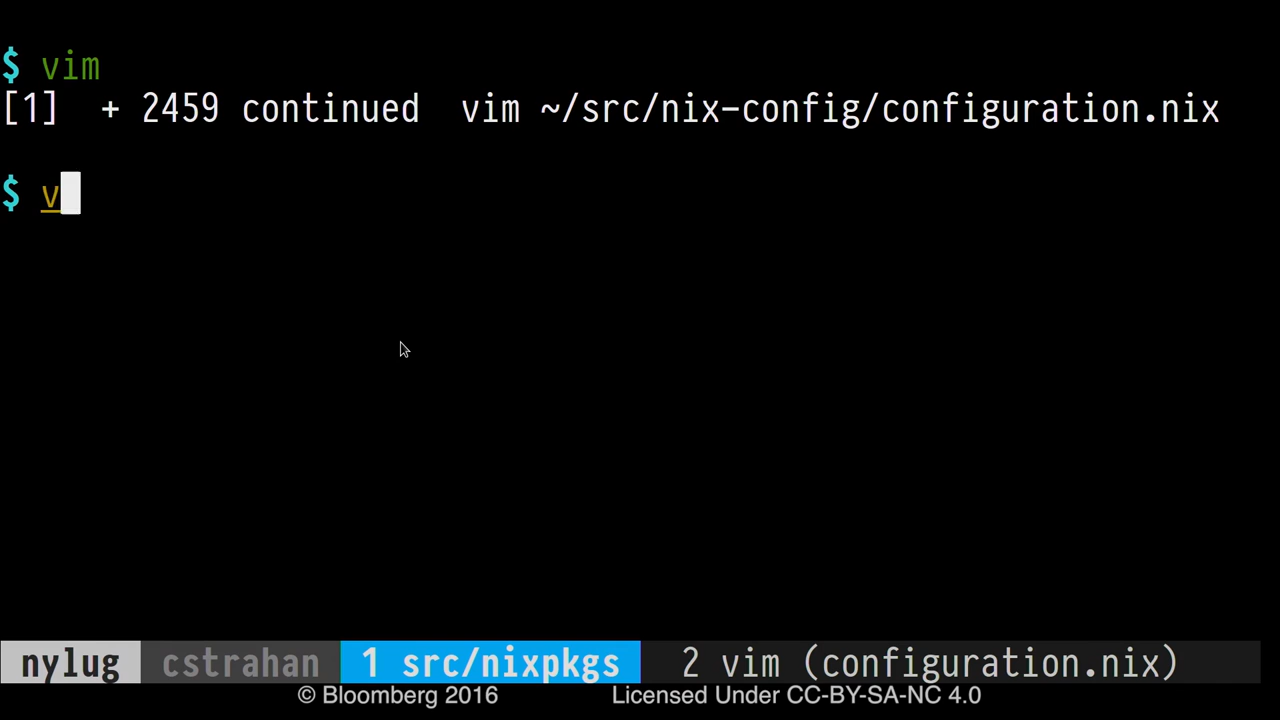 $ vim
[1]  + 2459 continued  vim ~/src/nix-config/configuration.nix
$ v
nylug cstrahan 1 src/nixpkgs 2 vim (configuration.nix)
© Bloomberg 2016 Licensed Under CC-BY-SA-NC 4.0